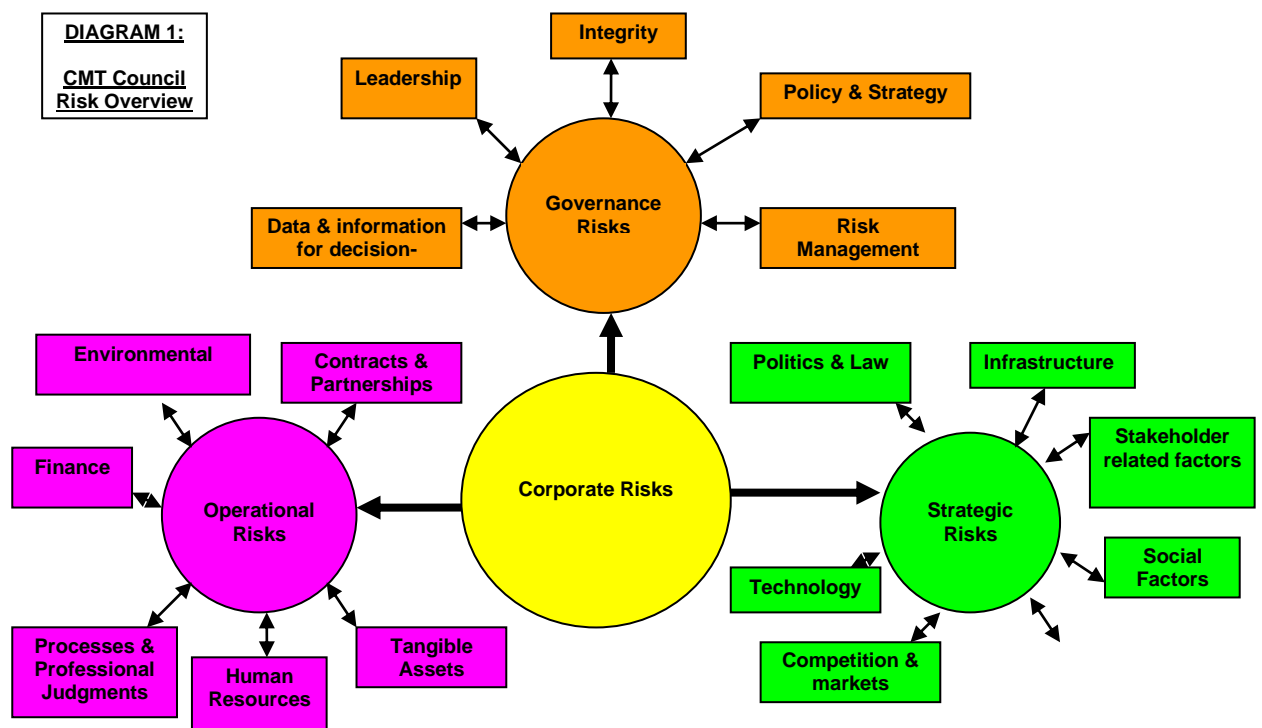 DIAGRAM 1:
CMT Council
Risk Overview
Integrity
Leadership
Policy & Strategy
Governance
Risks
Data & information
for decision-
Risk
Management
Environmental
Contracts &
Partnerships
Politics & Law
Infrastructure
Stakeholder
related factors
Finance
Operational
Risks
Corporate Risks
Strategic
Risks
Technology
Social
Factors
Processes &
Professional
Judgments
Human
Resources
Tangible
Assets
Competition &
markets